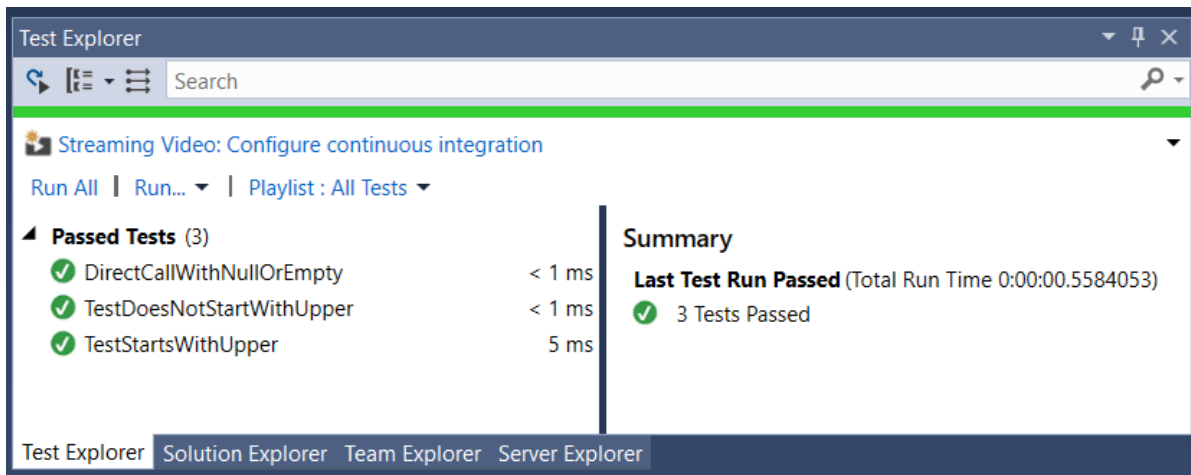 Test Explorer
Search
Streaming Video: Configure continuous integration
Run All | Run... | Playlist : All Tests
Passed Tests (3)
DirectCallWithNullOrEmpty < 1 ms
TestDoesNotStartWithUpper < 1 ms
TestStartsWithUpper 5 ms
Summary
Last Test Run Passed (Total Run Time 0:00:00.5584053)
3 Tests Passed
Test Explorer Solution Explorer Team Explorer Server Explorer